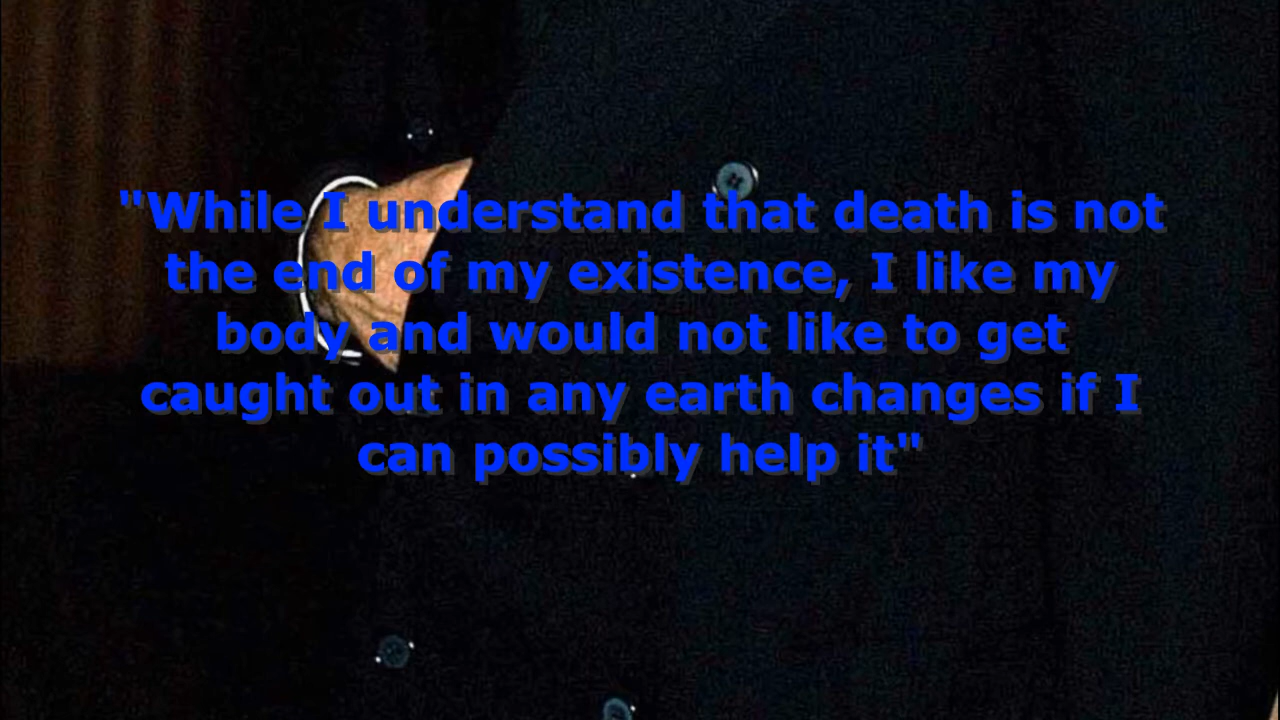 "While I understand that death is not
the end of my existence, I like my
body and would not like to get
caught out in any earth changes if I
can possibly help it"